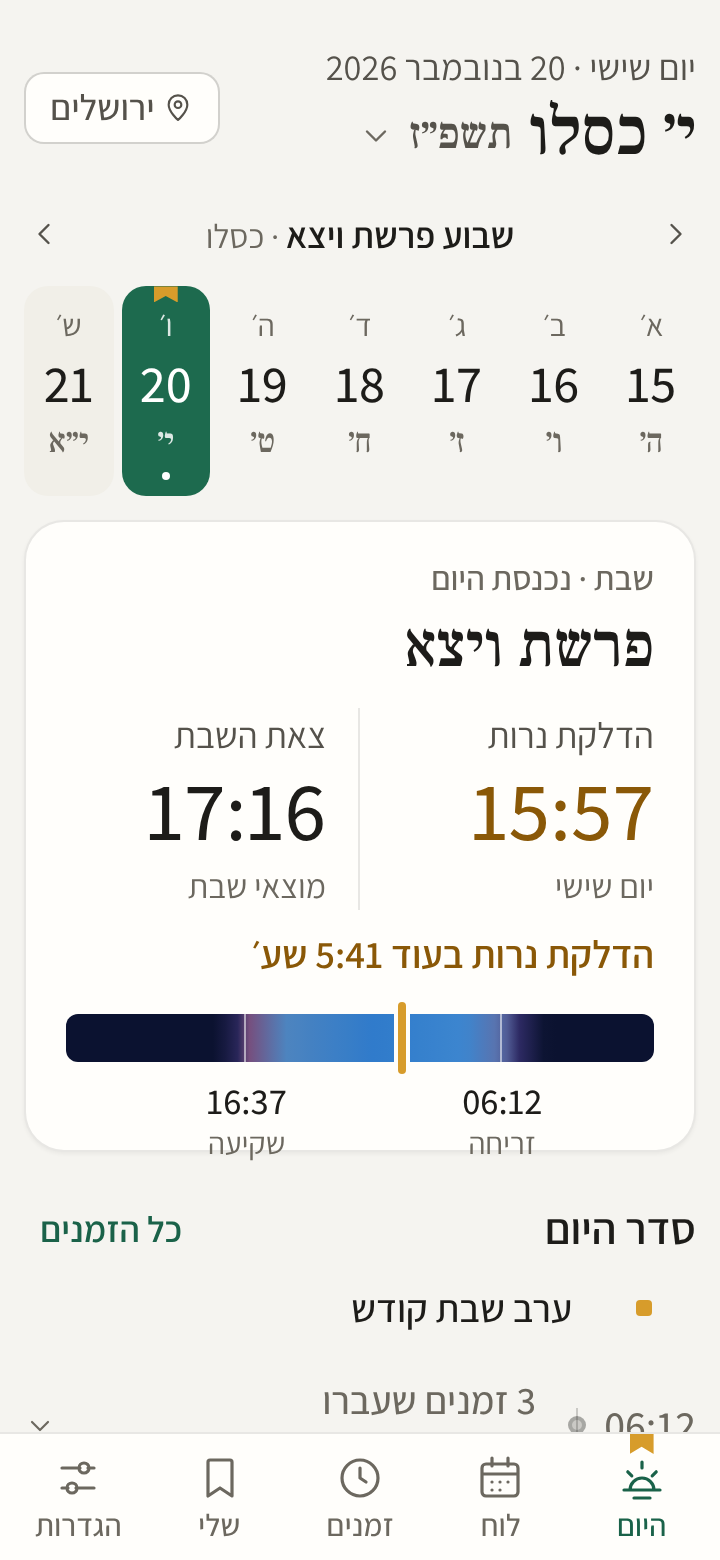 יום שישי · 20 בנובמבר 2026
י׳ כסלו תשפ״ז
ירושלים
שבוע פרשת ויצא · כסלו
א׳ ב׳ ג׳ ד׳ ה׳ ו׳ ש׳
15 16 17 18 19 20 21
ה׳ ו׳ ז׳ ח׳ ט׳ י׳ י״א
שבת · נכנסת היום
פרשת ויצא
הדלקת נרות צאת השבת
15:57 17:16
יום שישי מוצאי שבת
הדלקת נרות בעוד 5:41 שע׳
06:12 16:37
זריחה שקיעה
סדר היום כל הזמנים
ערב שבת קודש
3 זמנים שעברו
06:12
היום לוח זמנים שלי הגדרות